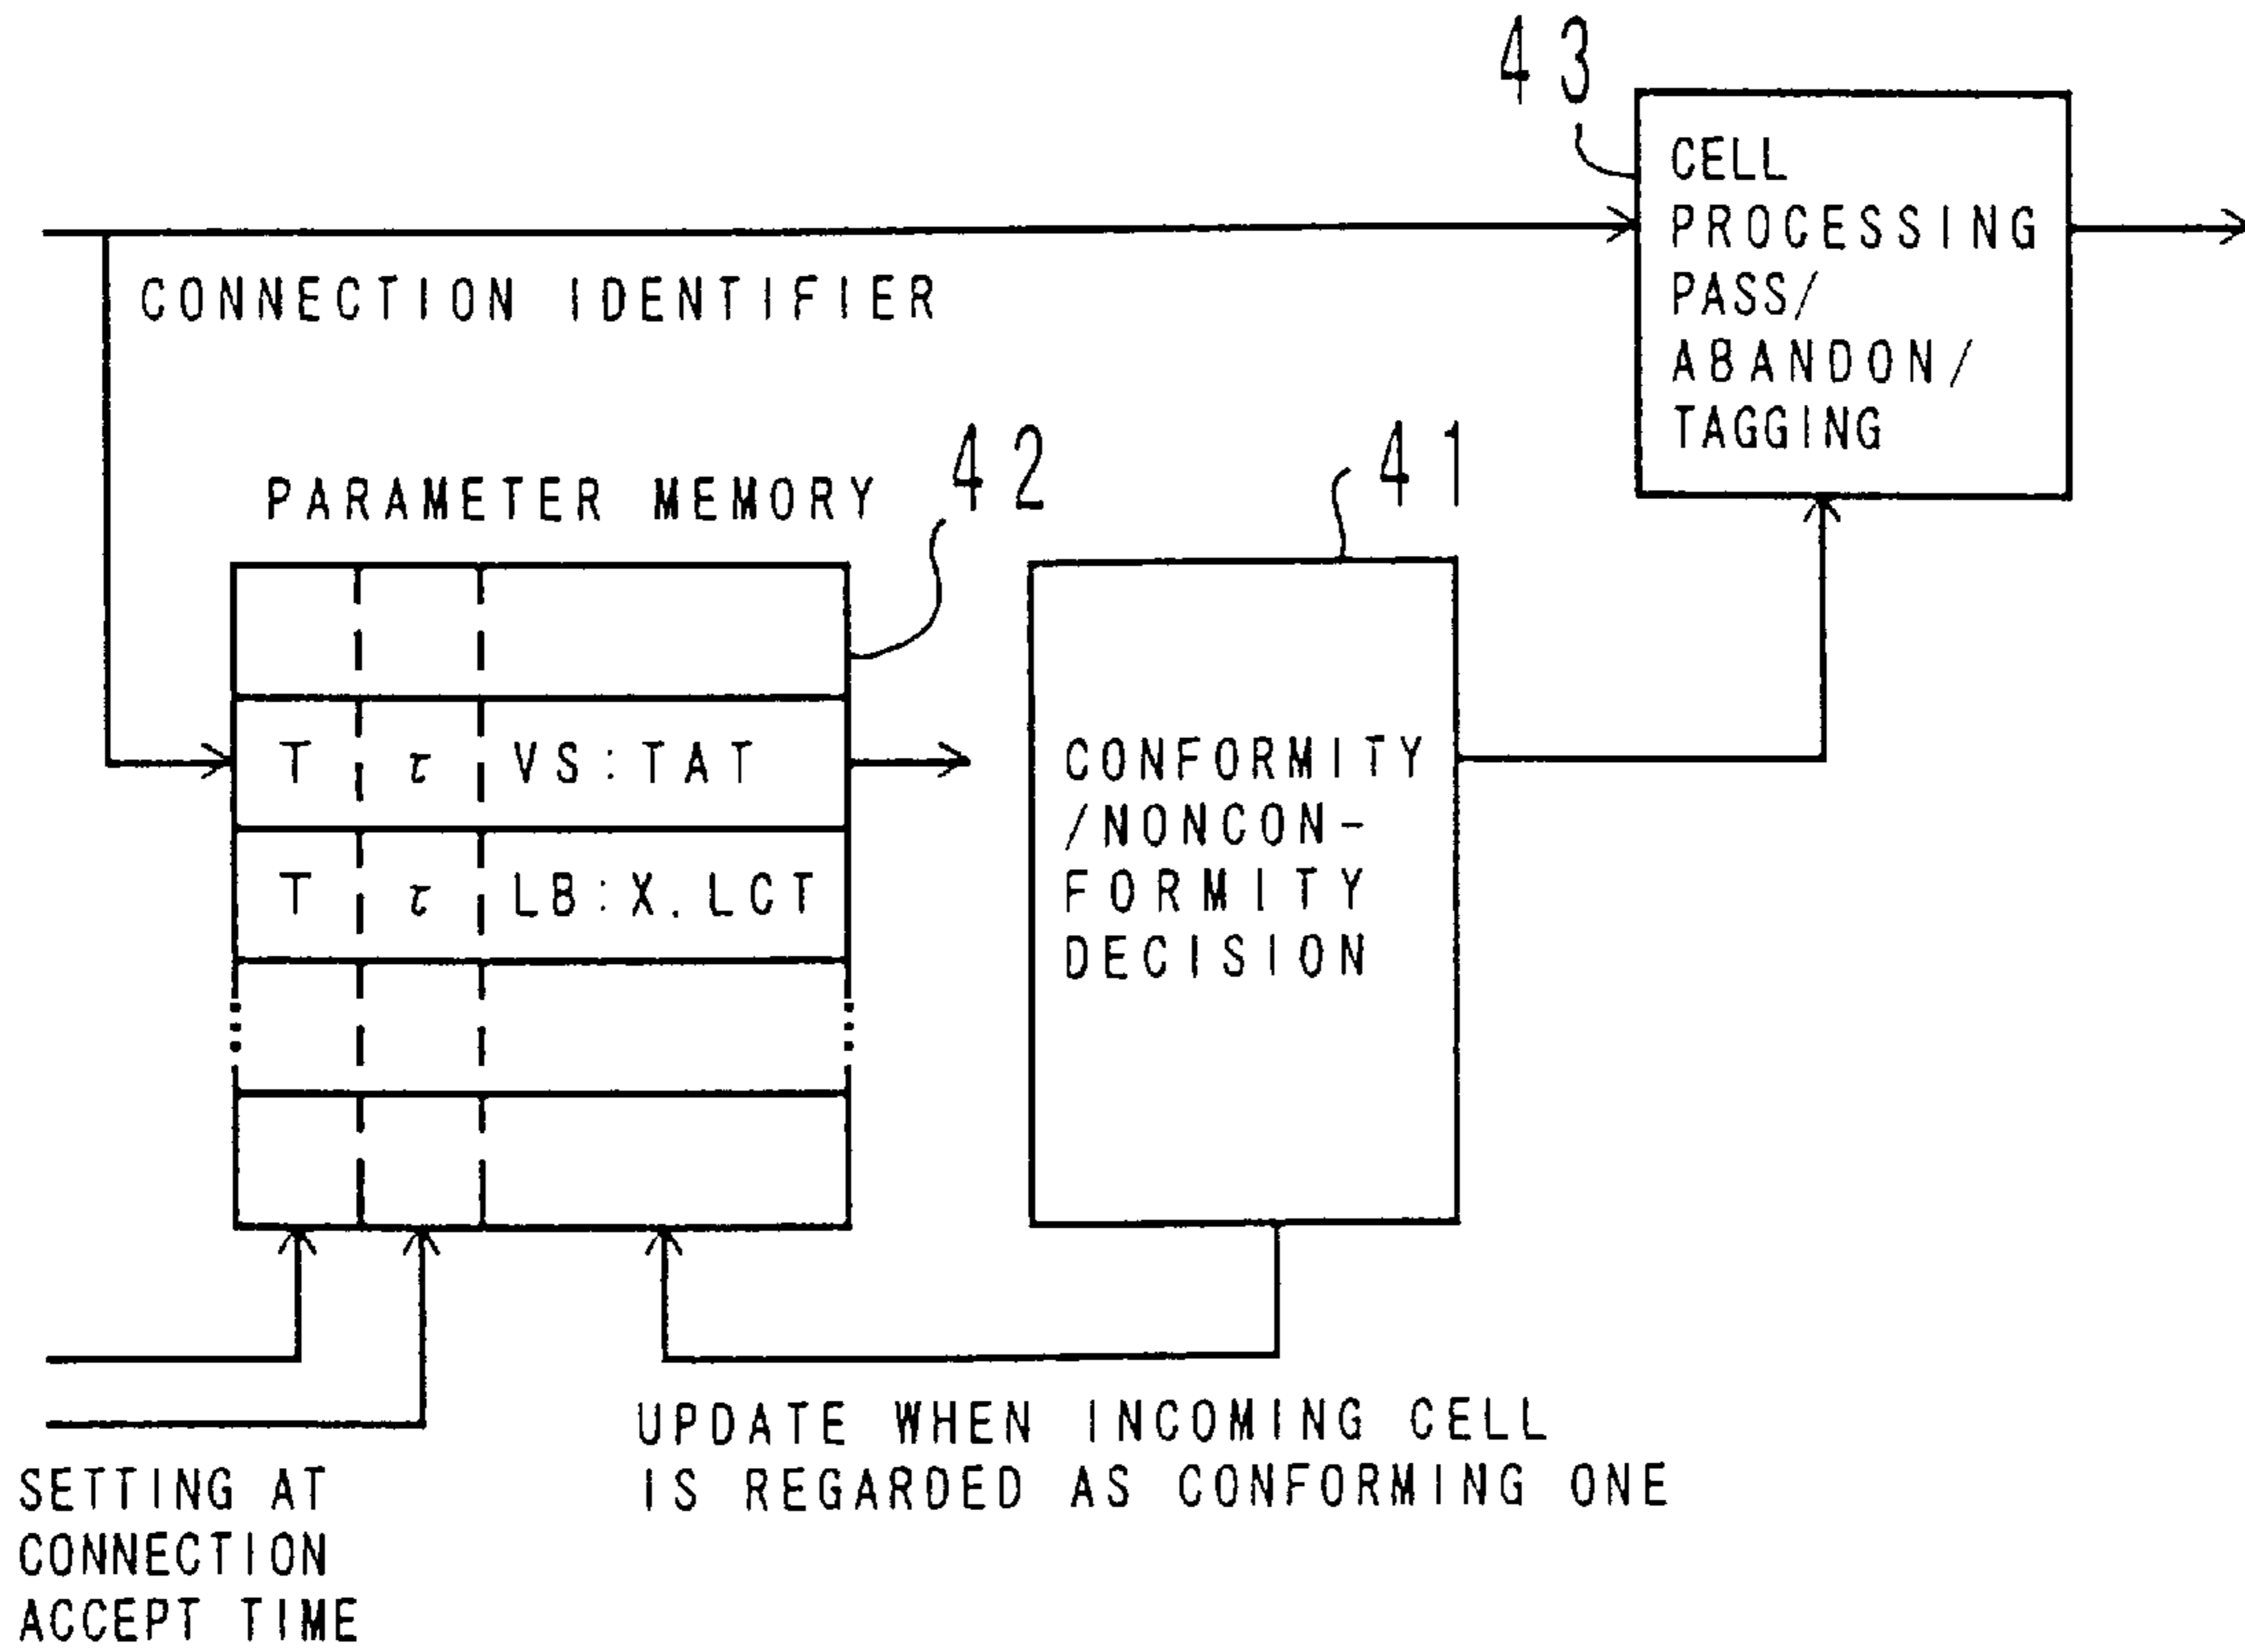 43
CELL
PROCESSING
PASS/
ABANDON/
TAGGING
CONNECTION IDENTIFIER
PARAMETER MEMORY
42
41
T τ VS:TAT
T τ LB:X.LCT
CONFORMITY
/NONCON-
FORMITY
DECISION
UPDATE WHEN INCOMING CELL
IS REGARDED AS CONFORMING ONE
SETTING AT
CONNECTION
ACCEPT TIME